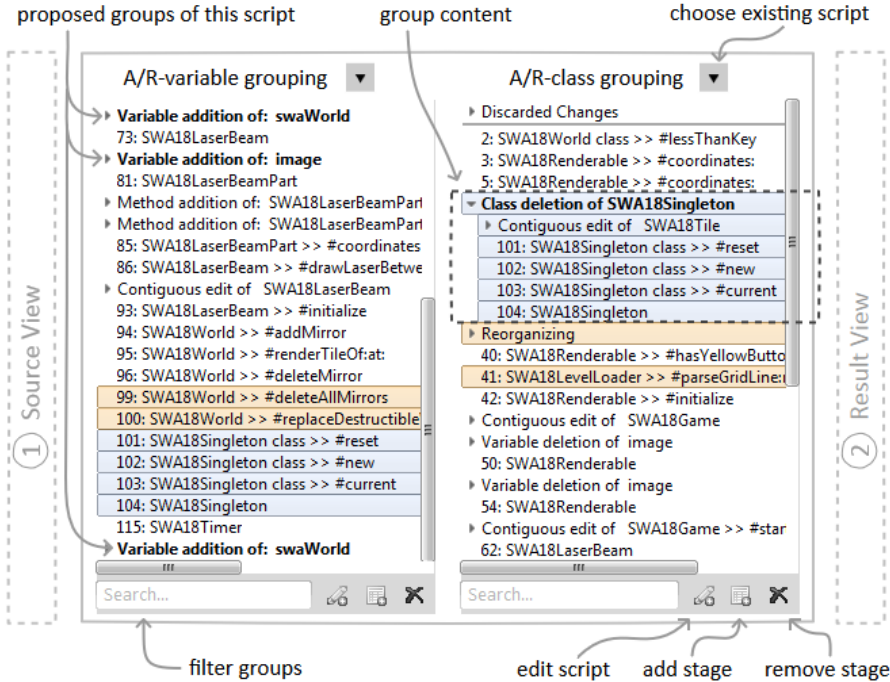 proposed groups of this script
group content
choose existing script
A/R-variable grouping
Variable addition of: swaWorld
73: SWA18LaserBeam
Variable addition of: image
81: SWA18LaserBeamPart
Method addition of: SWA18LaserBeamPart
Method addition of: SWA18LaserBeamPart
85: SWA18LaserBeamPart >> #coordinates
86: SWA18LaserBeam >> #drawLaserBetwe
Contiguous edit of SWA18LaserBeam
93: SWA18LaserBeam >> #initialize
94: SWA18World >> #addMirror
95: SWA18World >> #renderTileOf:at:
96: SWA18World >> #deleteMirror
99: SWA18World >> #deleteAllMirrors
100: SWA18World >> #replaceDestructible
101: SWA18Singleton class >> #reset
102: SWA18Singleton class >> #new
103: SWA18Singleton class >> #current
104: SWA18Singleton
115: SWA18Timer
Variable addition of: swaWorld
Search...
A/R-class grouping
Discarded Changes
2: SWA18World class >> #lessThanKey
3: SWA18Renderable >> #coordinates:
5: SWA18Renderable >> #coordinates:
Class deletion of SWA18Singleton
Contiguous edit of SWA18Tile
101: SWA18Singleton class >> #reset
102: SWA18Singleton class >> #new
103: SWA18Singleton class >> #current
104: SWA18Singleton
Reorganizing
40: SWA18Renderable >> #hasYellowButto
41: SWA18LevelLoader >> #parseGridLine:
42: SWA18Renderable >> #initialize
Contiguous edit of SWA18Game
Variable deletion of image
50: SWA18Renderable
Variable deletion of image
54: SWA18Renderable
Contiguous edit of SWA18Game >> #star
62: SWA18LaserBeam
Search...
1 Source View
2 Result View
filter groups
edit script
add stage
remove stage